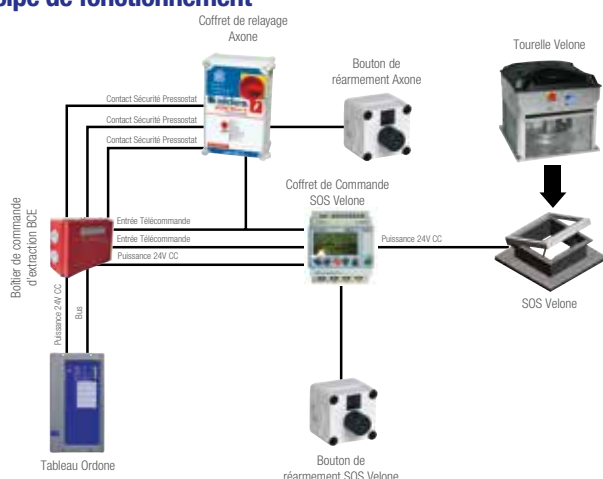 cipe de fonctionnement
Coffret de relayage
Axone
Tourelle Velone
Bouton de
réarmement Axone
Contact Sécurité Pressostat
Contact Sécurité Pressostat
Contact Sécurité Pressostat
Coffret de Commande
SOS Velone
Boîtier de commande
d'extraction BCE
Entrée Télécommande
Entrée Télécommande
Puissance 24V CC
Puissance 24V CC
SOS Velone
Puissance 24V CC
Bus
Tableau Ordone
Bouton de
réarmement SOS Velone